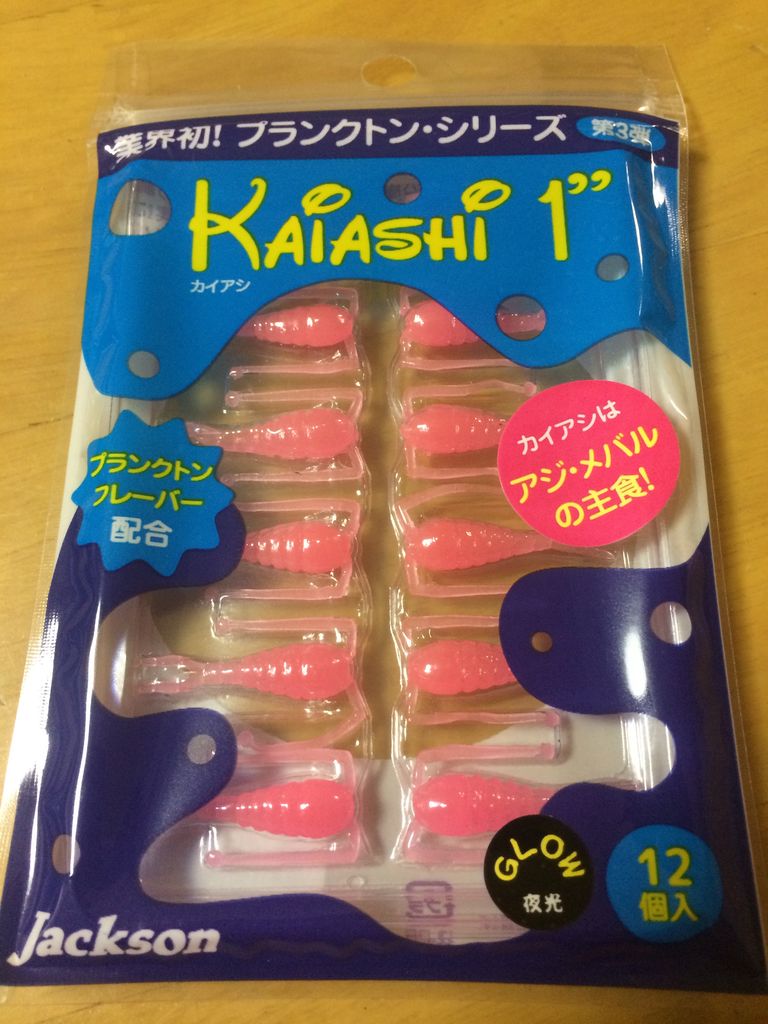 業界初! プランクトン・シリーズ 第3弾
KAIASHI 1”
カイアシ
カイアシは
アジ・メバル
の主食!
プランクトン
フレーバー
配合
GLOW
夜光
12
個入
Jackson